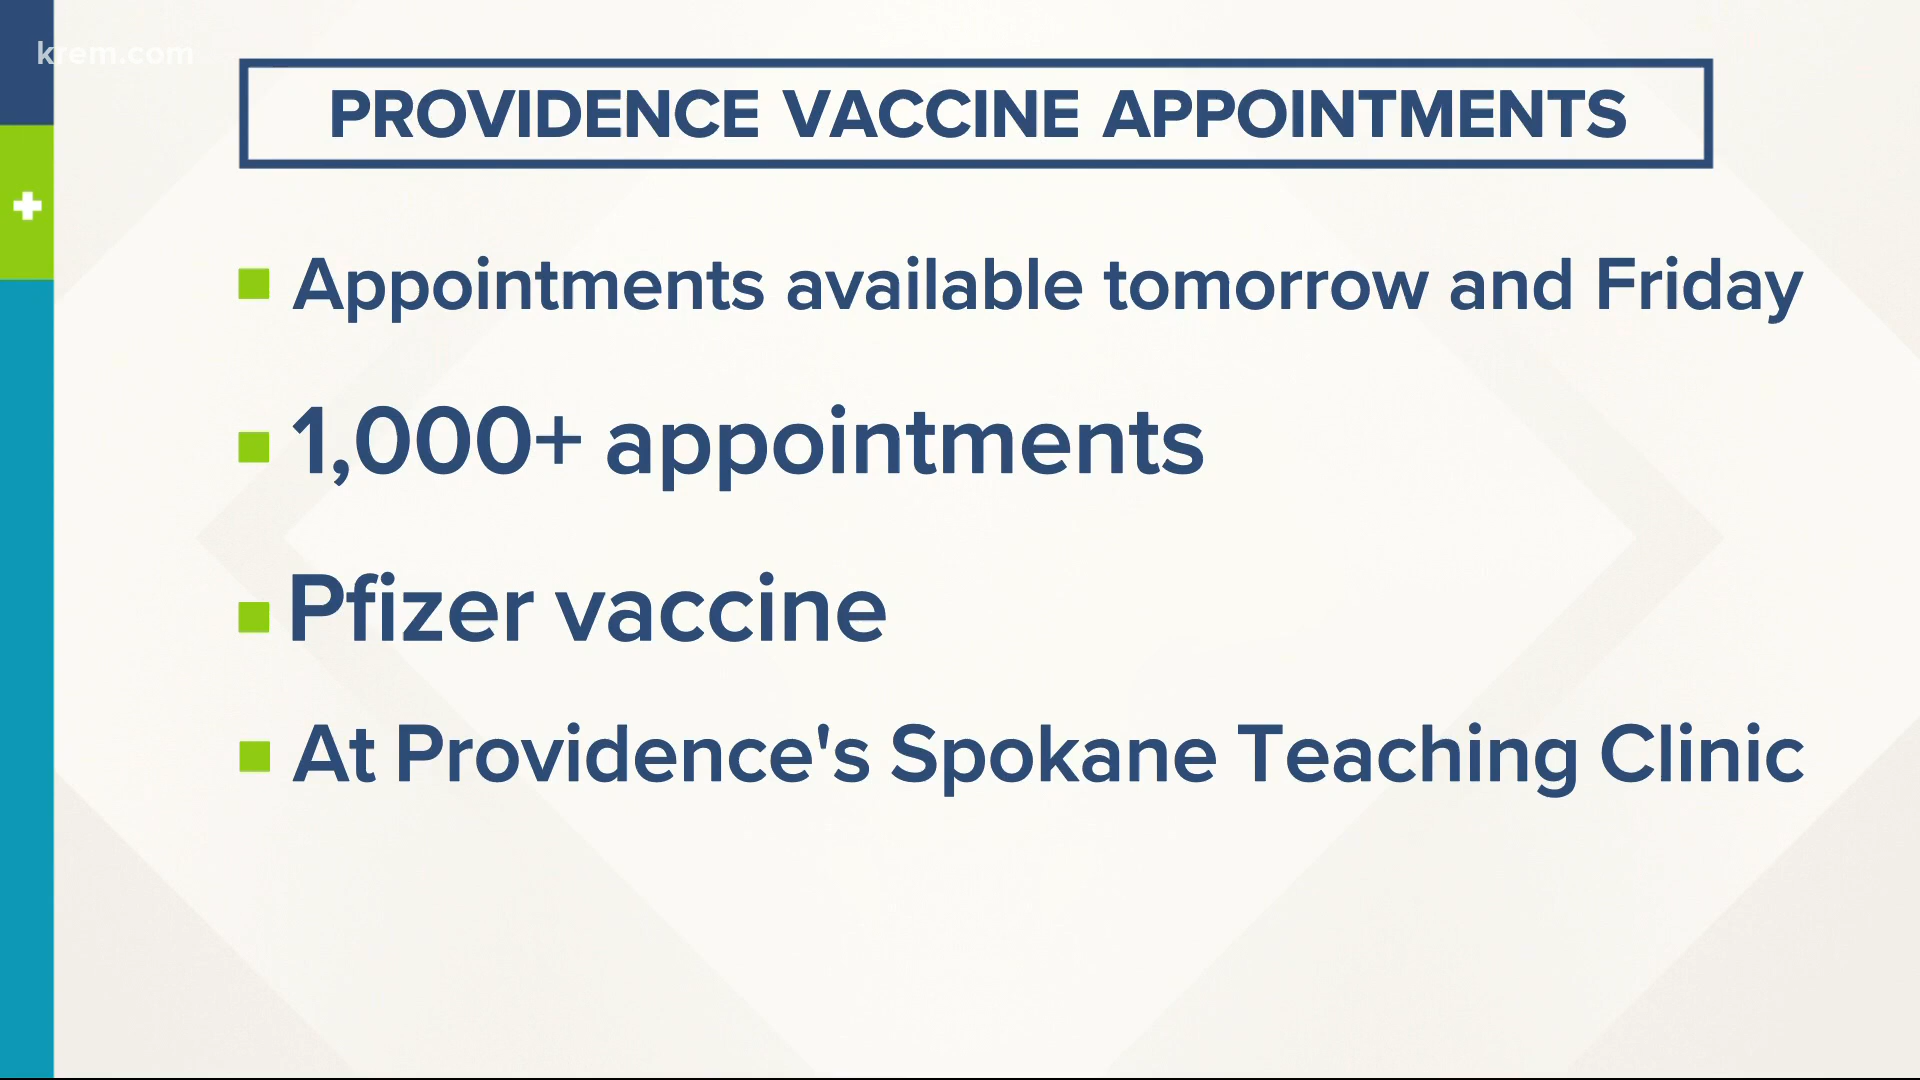 krem.com
PROVIDENCE VACCINE APPOINTMENTS
Appointments available tomorrow and Friday
1,000+ appointments
Pfizer vaccine
At Providence's Spokane Teaching Clinic